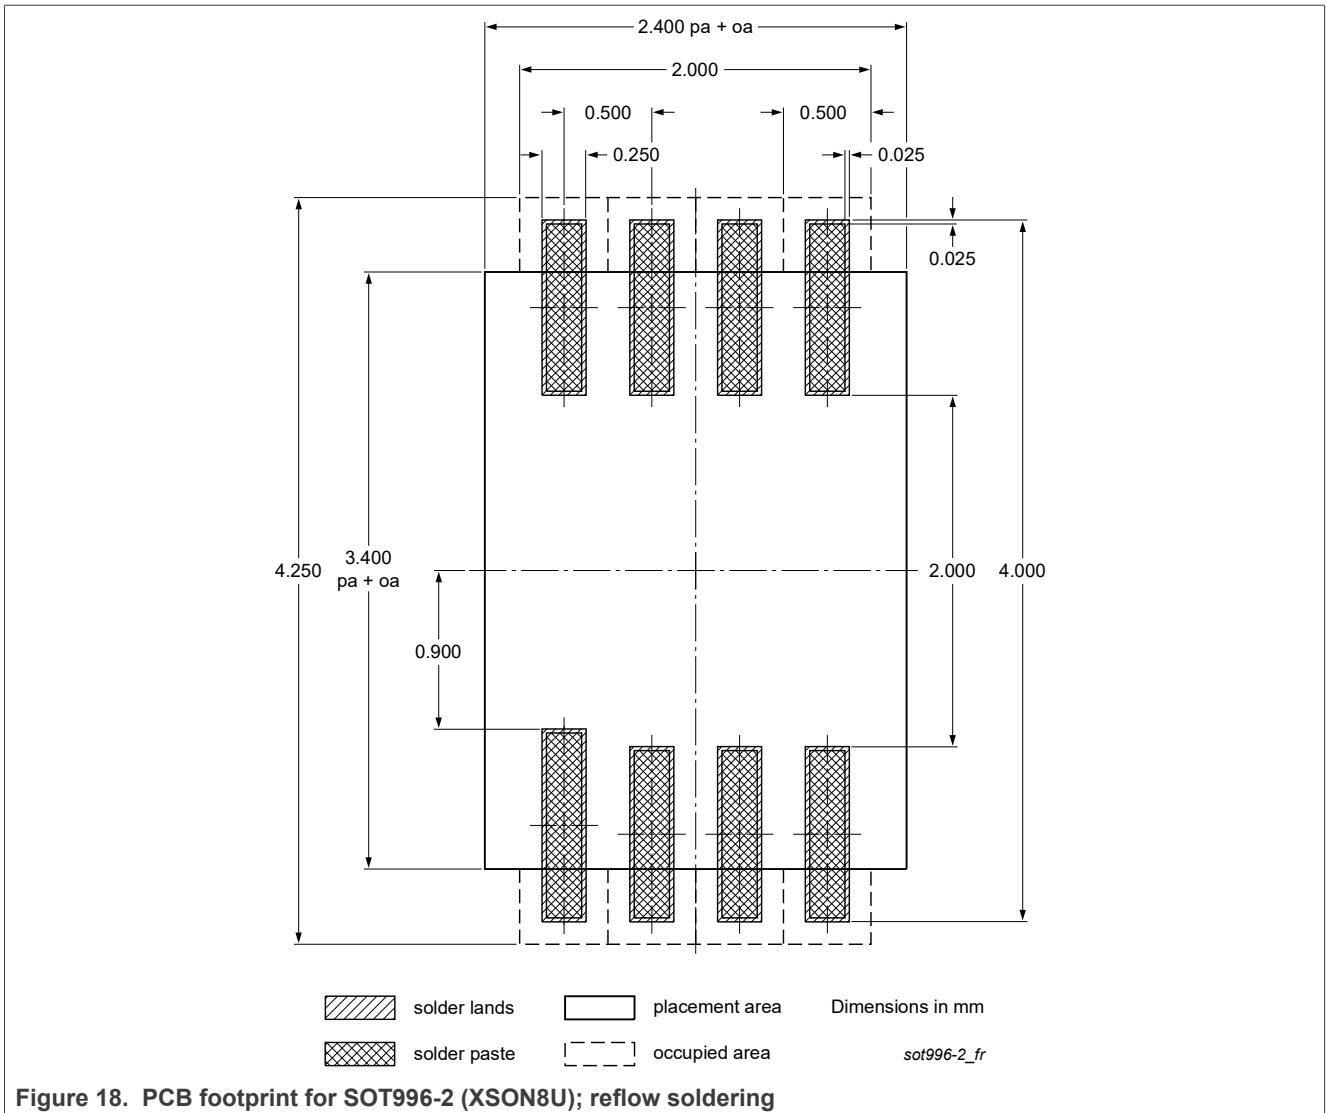 2.400 pa + oa
2.000
0.500
0.500
0.250
0.025
0.025
4.250
3.400
pa + oa
2.000
4.000
0.900
solder lands
placement area
Dimensions in mm
solder paste
occupied area
sot996-2_fr
Figure 18. PCB footprint for SOT996-2 (XSON8U); reflow soldering